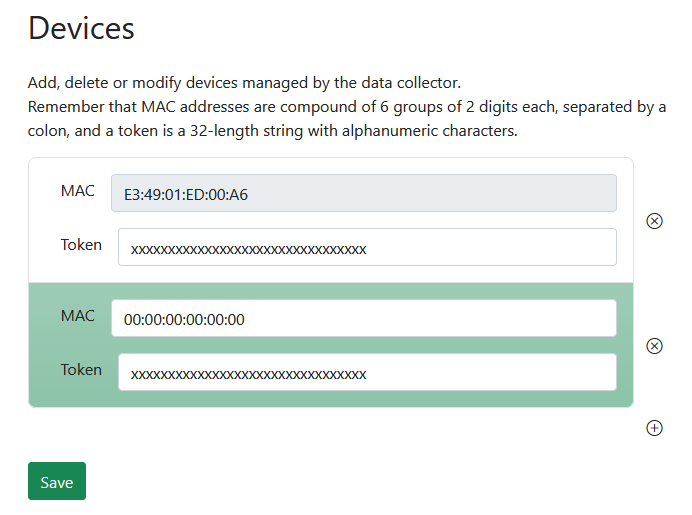 Devices
Add, delete or modify devices managed by the data collector.
Remember that MAC addresses are compound of 6 groups of 2 digits each, separated by a
colon, and a token is a 32-length string with alphanumeric characters.
MAC E3:49:01:ED:00:A6
Token xxxxxxxxxxxxxxxxxxxxxxxxxxxxxxxx
MAC 00:00:00:00:00:00
Token xxxxxxxxxxxxxxxxxxxxxxxxxxxxxxxx
Save